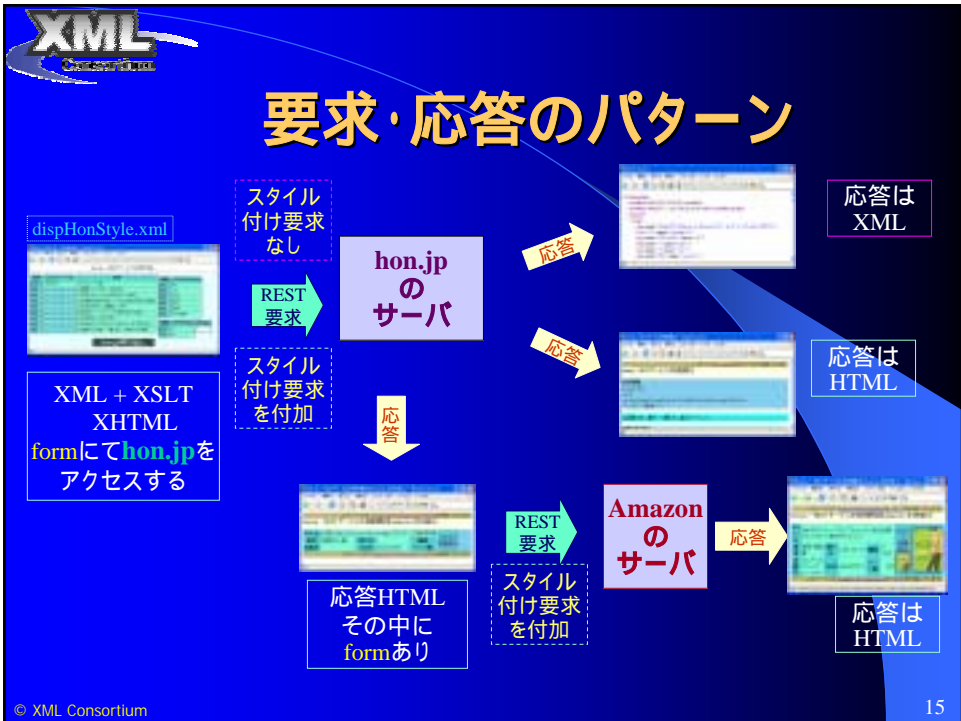 XML
Consortium
要求・応答のパターン
dispHonStyle.xml
スタイル
付け要求
なし
REST
要求
スタイル
付け要求
を付加
hon.jp
の
サーバ
応答
応答は
XML
応答
応答は
HTML
XML + XSLT
XHTML
formにてhon.jpを
アクセスする
応
答
応答HTML
その中に
formあり
REST
要求
スタイル
付け要求
を付加
Amazon
の
サーバ
応答
応答は
HTML
© XML Consortium
15